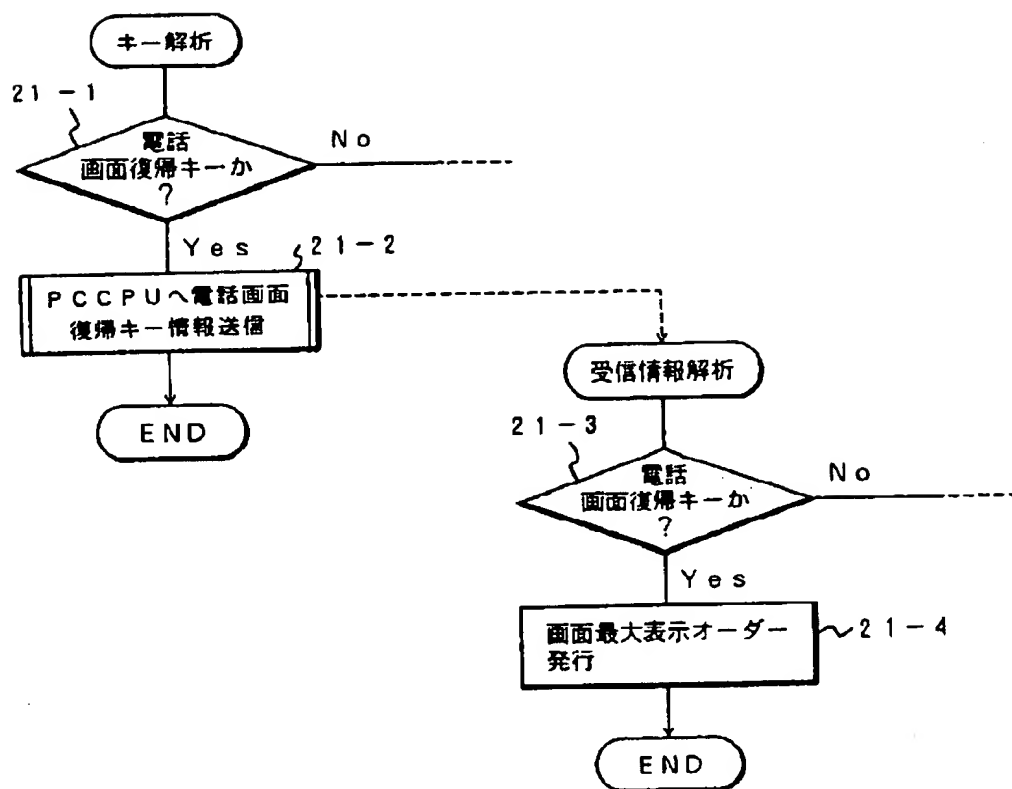 キー解析
21-1
電話
画面復帰キーか
?
No
Yes
21-2
PCCPUへ電話画面
復帰キー情報送信
END
受信情報解析
21-3
電話
画面復帰キーか
?
No
Yes
画面最大表示オーダー
発行
21-4
END